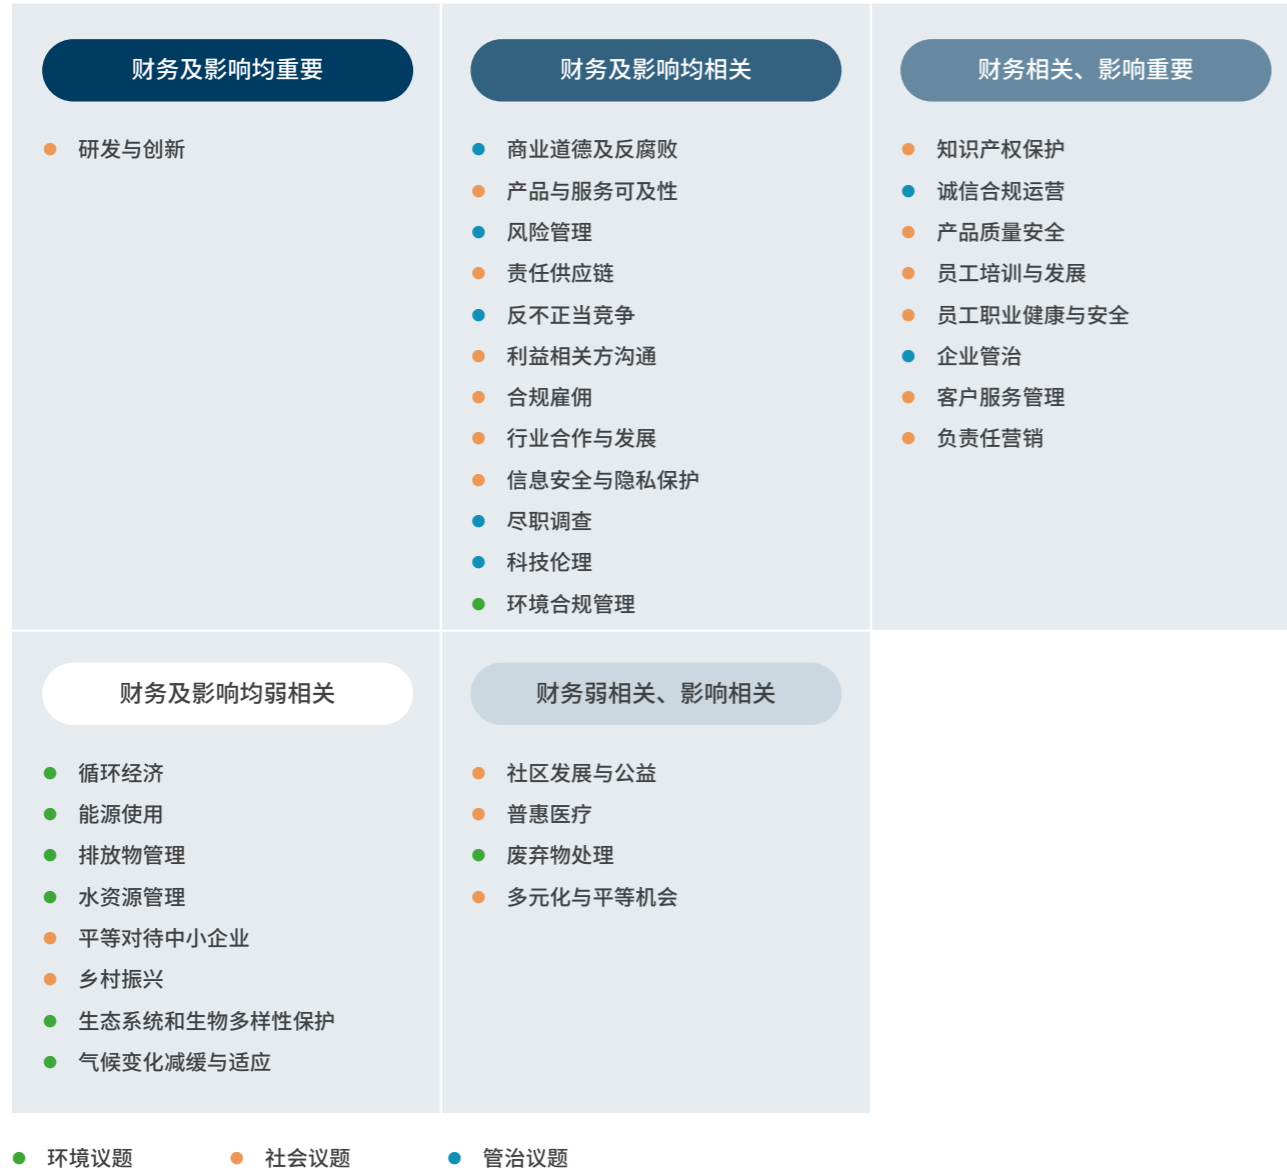 财务及影响均重要
研发与创新
财务及影响均相关
商业道德及反腐败
产品与服务可及性
风险管理
责任供应链
反不正当竞争
利益相关方沟通
合规雇佣
行业合作与发展
信息安全与隐私保护
尽职调查
科技伦理
环境合规管理
财务相关、影响重要
知识产权保护
诚信合规运营
产品质量安全
员工培训与发展
员工职业健康与安全
企业管治
客户服务管理
负责任营销
财务及影响均弱相关
循环经济
能源使用
排放物管理
水资源管理
平等对待中小企业
乡村振兴
生态系统和生物多样性保护
气候变化减缓与适应
财务弱相关、影响相关
社区发展与公益
普惠医疗
废弃物处理
多元化与平等机会
环境议题
社会议题
管治议题